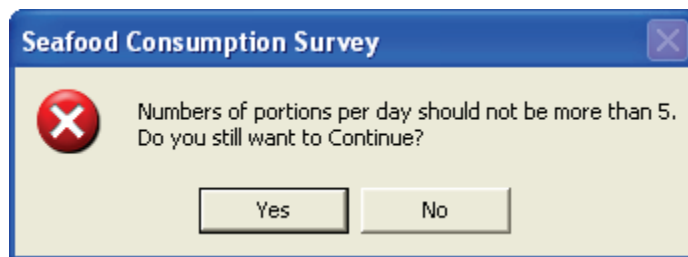 Seafood Consumption Survey
Numbers of portions per day should not be more than 5.
Do you still want to Continue?
Yes No